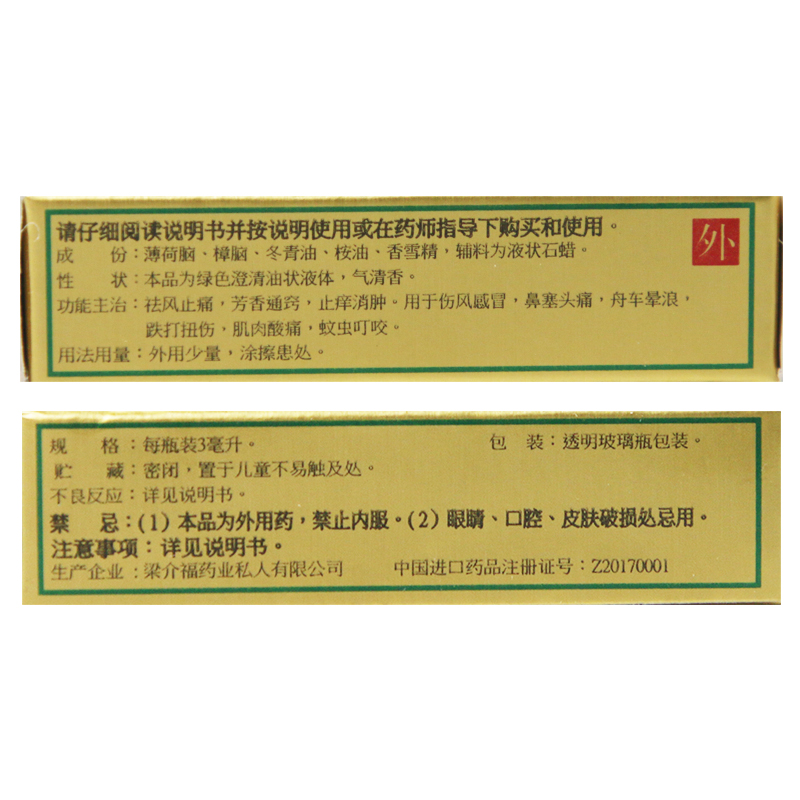 请仔细阅读说明书并按说明使用或在药师指导下购买和使用。
外
成　份：薄荷脑、樟脑、冬青油、桉油、香雪精，辅料为液状石蜡。
性　状：本品为绿色澄清油状液体，气清香。
功能主治：祛风止痛，芳香通窍，止痒消肿。用于伤风感冒，鼻塞头痛，舟车晕浪，
跌打扭伤，肌肉酸痛，蚊虫叮咬。
用法用量：外用少量，涂擦患处。
规　格：每瓶装3毫升。　包　装：透明玻璃瓶包装。
贮　藏：密闭，置于儿童不易触及处。
不良反应：详见说明书。
禁　忌：(1) 本品为外用药，禁止内服。(2) 眼睛、口腔、皮肤破损处忌用。
注意事项：详见说明书。
生产企业：梁介福药业私人有限公司　中国进口药品注册证号：Z20170001